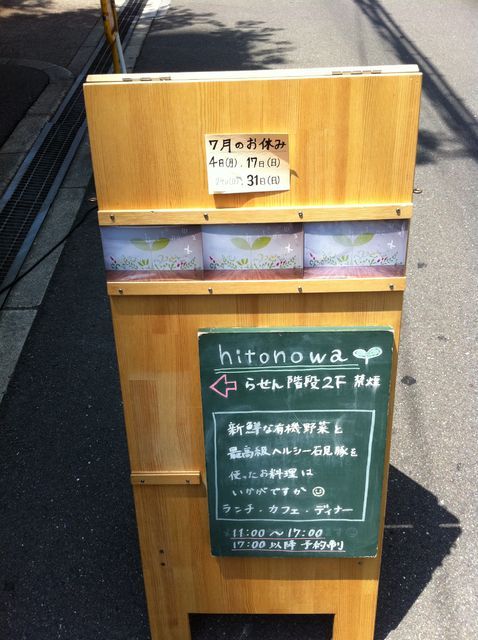 7月のお休み
4日(月)、17日(日)
31日(日)
hitonowa
らせん階段2F 禁煙
新鮮な有機野菜と
最高級ヘルシー石見豚を
使ったお料理は
いかがですか
ランチ・カフェ・ディナー
11:00〜17:00
17:00以降予約制